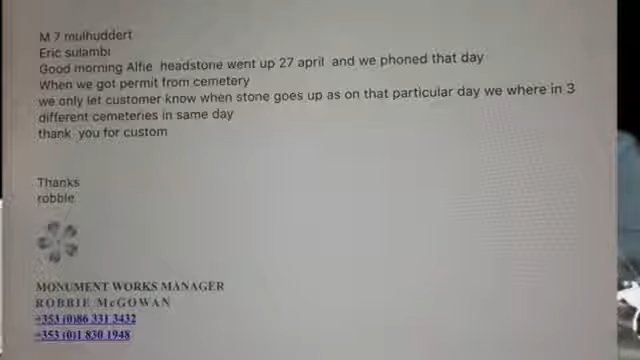 M 7 mulhuddert
Eric sulambi
Good morning Alfie headstone went up 27 april and we phoned that day
When we got permit from cemetery
we only let customer know when stone goes up as on that particular day we where in 3
different cemeteries in same day
thank you for custom
Thanks
robbie
MONUMENT WORKS MANAGER
ROBBIE McGOWAN
+353 (0)86 331 3432
+353 (0)1 830 1948